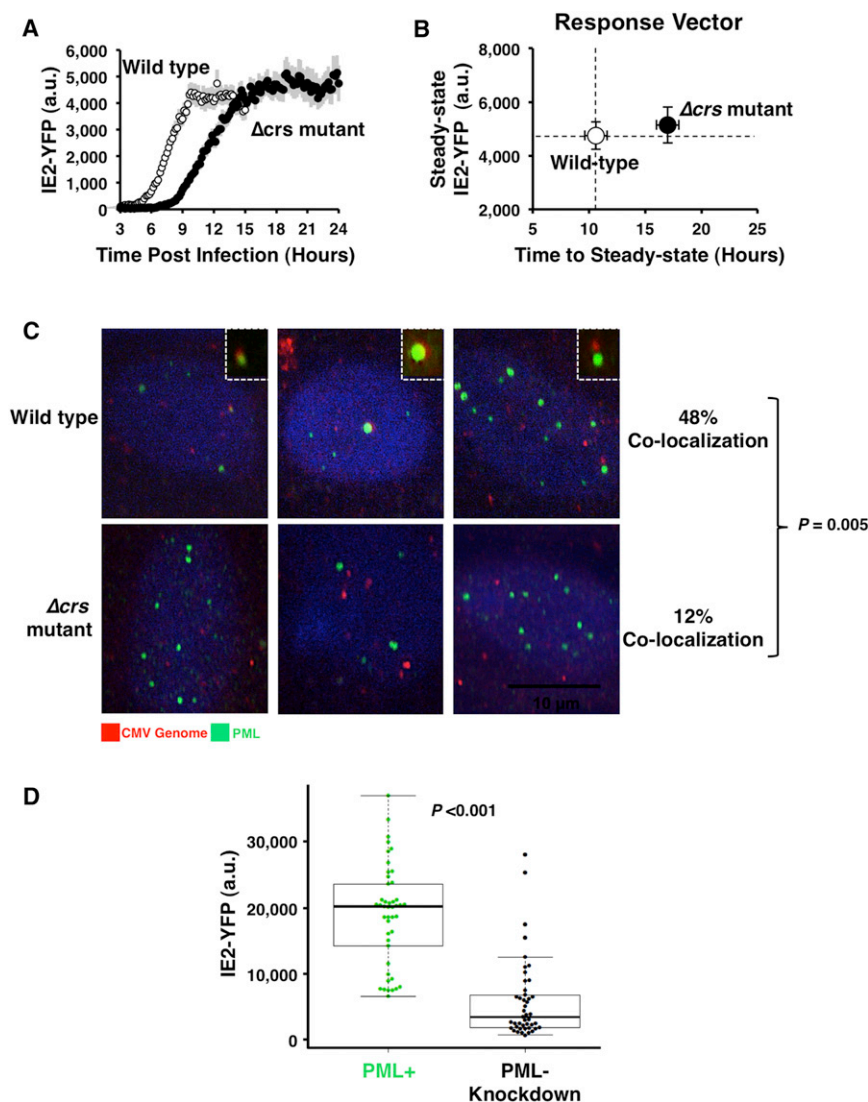 A
6,000
5,000
4,000
3,000
2,000
1,000
0
IE2-YFP (a.u.)
Wild type
Δcrs mutant
3 6 9 12 15 18 21 24
Time Post Infection (Hours)
B
Response Vector
8,000
6,000
4,000
2,000
Steady-state
IE2-YFP (a.u.)
Δcrs mutant
Wild-type
5 10 15 20 25
Time to Steady-state (Hours)
C
Wild type
48%
Co-localization
P = 0.005
Δcrs
mutant
12%
Co-localization
10 µm
CMV Genome PML
D
P <0.001
30,000
20,000
10,000
0
IE2-YFP (a.u.)
PML+
PML-
Knockdown